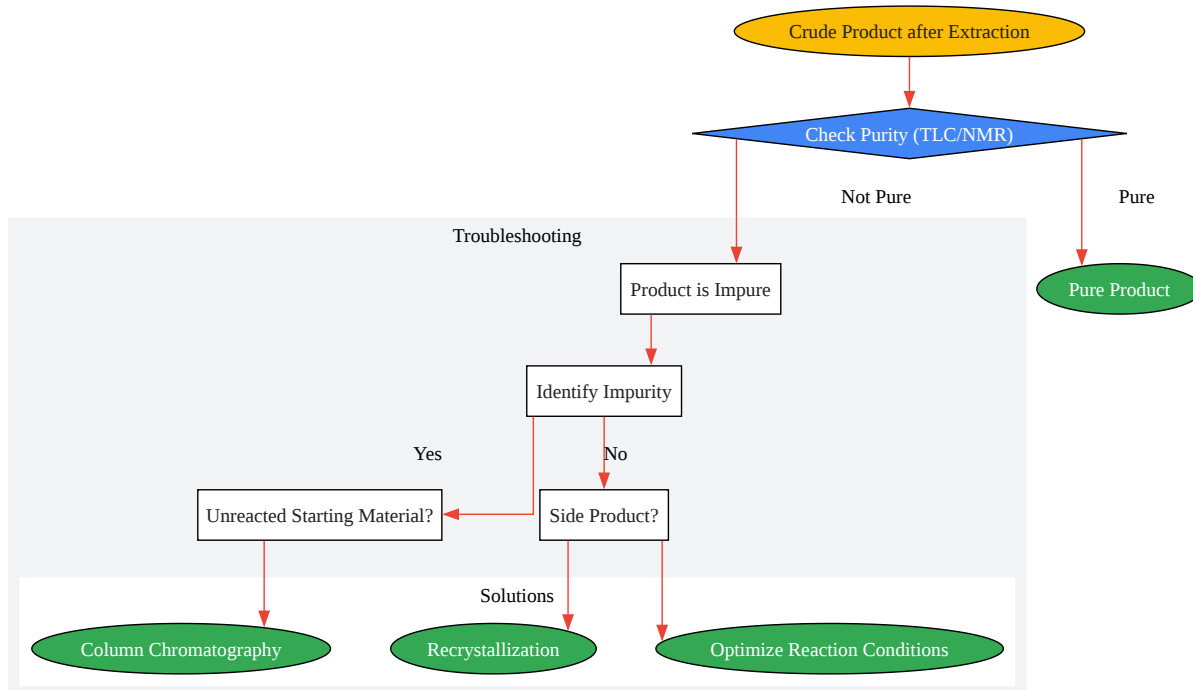 Crude Product after Extraction
Check Purity (TLC/NMR)
Not Pure
Pure
Troubleshooting
Product is Impure
Pure Product
Identify Impurity
Yes
No
Unreacted Starting Material?
Side Product?
Solutions
Column Chromatography
Recrystallization
Optimize Reaction Conditions